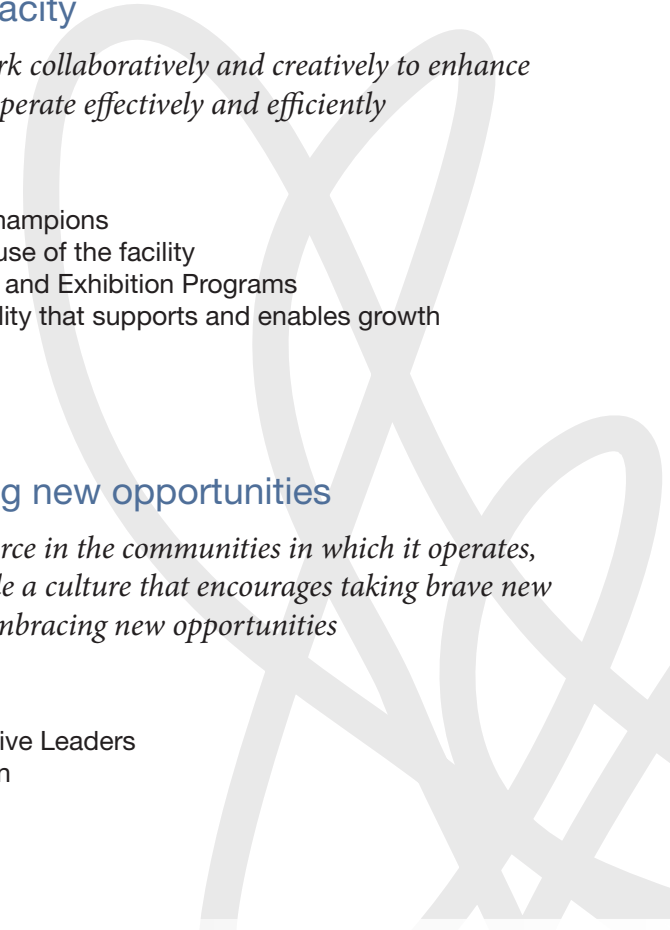 acity
rk collaboratively and creatively to enhance
perate effectively and efficiently
hampions
use of the facility
and Exhibition Programs
lity that supports and enables growth
g new opportunities
rce in the communities in which it operates,
le a culture that encourages taking brave new
mbracing new opportunities
ive Leaders
n